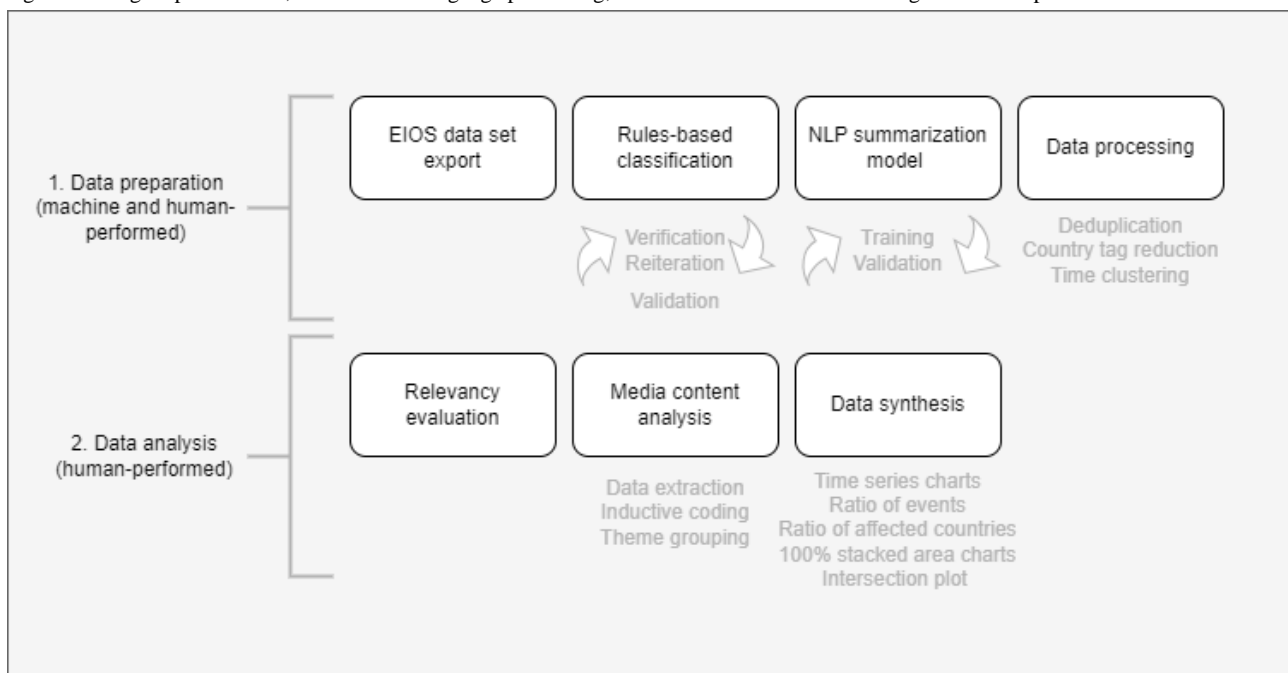 1. Data preparation
(machine and human-
performed)
EIOS data set
export
Rules-based
classification
NLP summarization
model
Data processing
Verification
Reiteration
Validation
Training
Validation
Deduplication
Country tag reduction
Time clustering
2. Data analysis
(human-performed)
Relevancy
evaluation
Media content
analysis
Data synthesis
Data extraction
Inductive coding
Theme grouping
Time series charts
Ratio of events
Ratio of affected countries
100% stacked area charts
Intersection plot